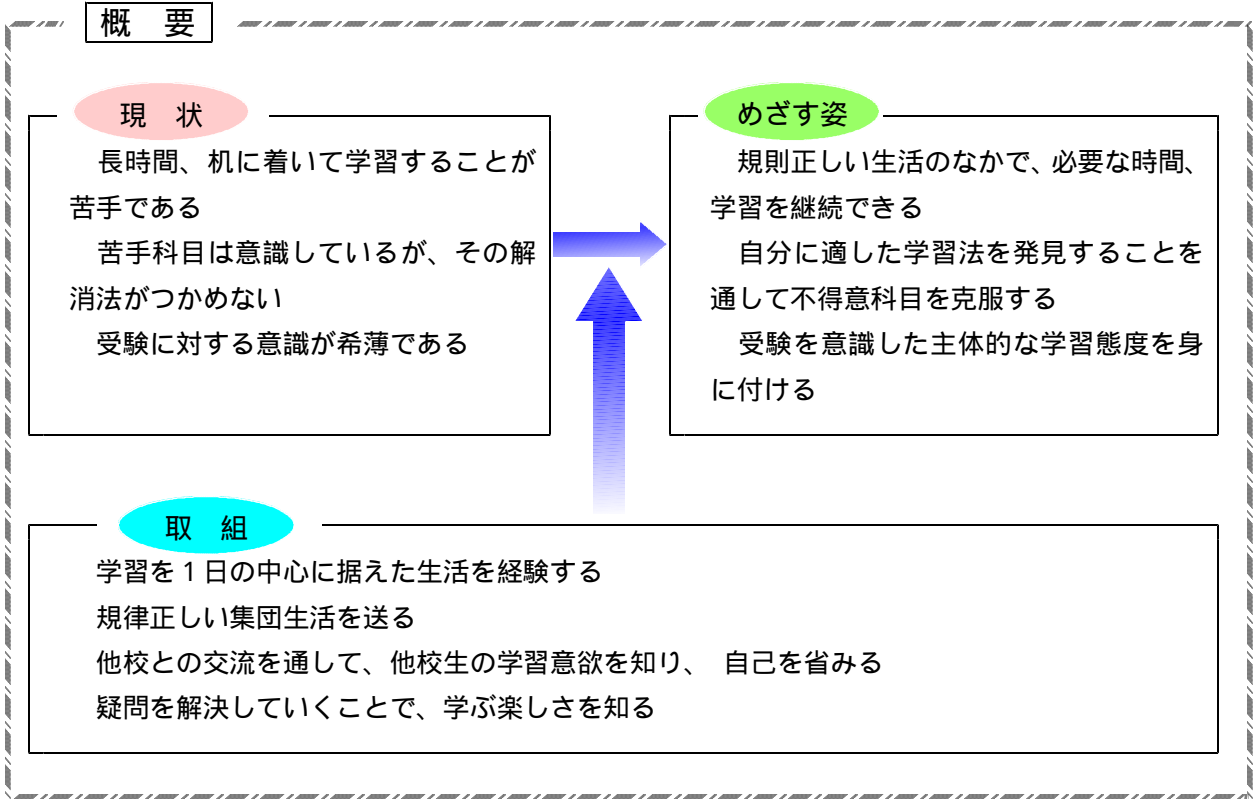 概　要
現　状
長時間、机に着いて学習することが
苦手である
苦手科目は意識しているが、その解
消法がつかめない
受験に対する意識が希薄である
めざす姿
規則正しい生活のなかで、必要な時間、
学習を継続できる
自分に適した学習法を発見することを
通して不得意科目を克服する
受験を意識した主体的な学習態度を身
に付ける
取　組
学習を１日の中心に据えた生活を経験する
規律正しい集団生活を送る
他校との交流を通して、他校生の学習意欲を知り、　自己を省みる
疑問を解決していくことで、学ぶ楽しさを知る